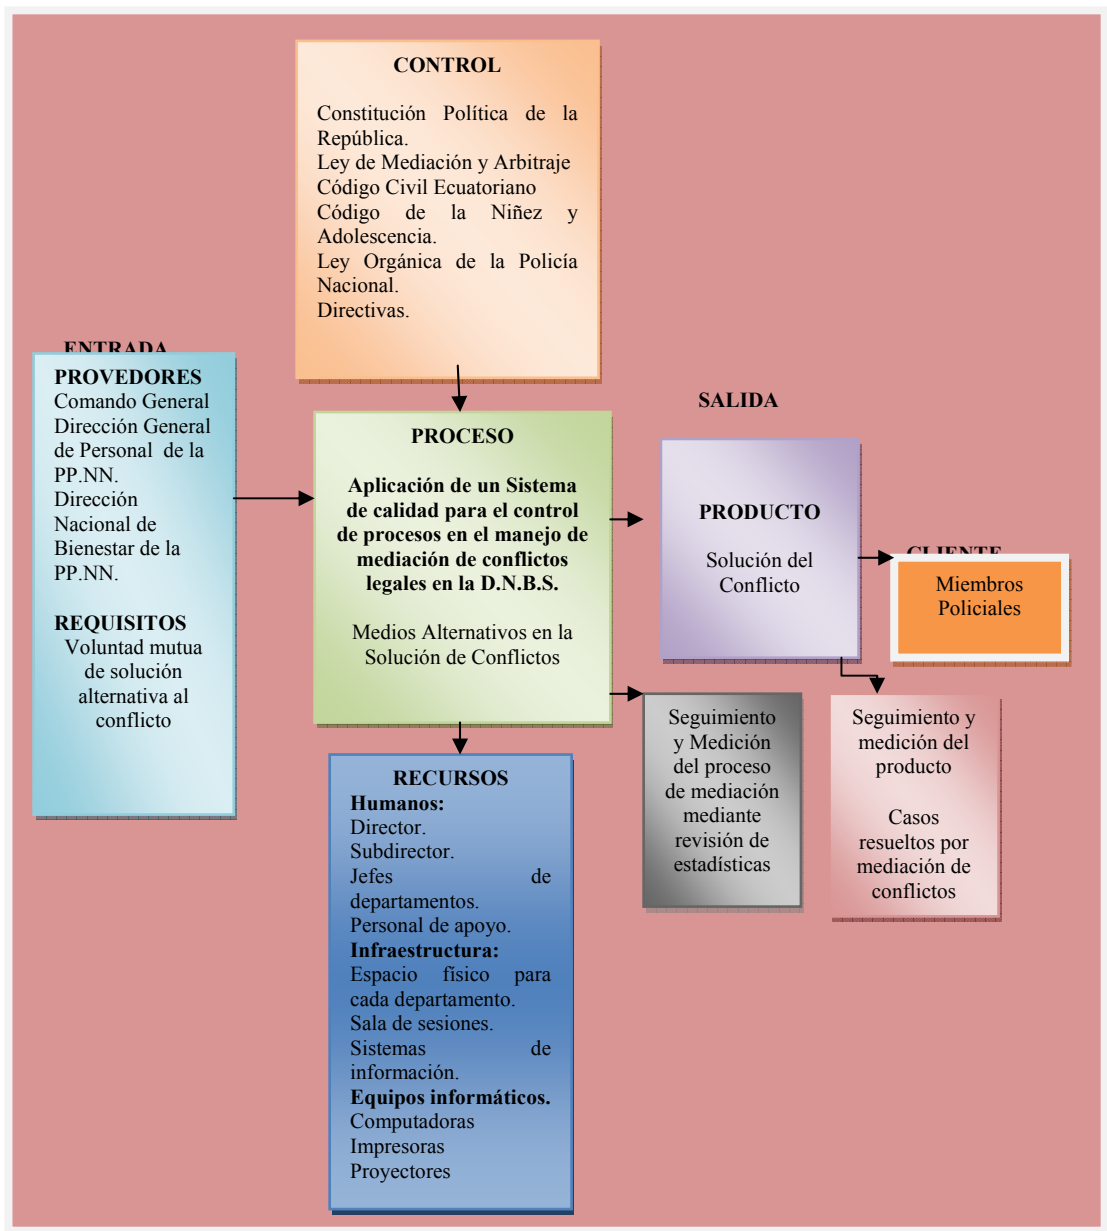 CONTROL
Constitución Política de la
República.
Ley de Mediación y Arbitraje
Código Civil Ecuatoriano
Código de la Niñez y
Adolescencia.
Ley Orgánica de la Policía
Nacional.
Directivas.
ENTRADA
PROVEDORES
Comando General
Dirección General
de Personal de la
PP.NN.
Dirección
Nacional de
Bienestar de la
PP.NN.
REQUISITOS
Voluntad mutua
de solución
alternativa al
conflicto
PROCESO
Aplicación de un Sistema
de calidad para el control
de procesos en el manejo de
mediación de conflictos
legales en la D.N.B.S.
Medios Alternativos en la
Solución de Conflictos
SALIDA
PRODUCTO
Solución del
Conflicto
CLIENTE
Miembros
Policiales
RECURSOS
Humanos:
Director.
Subdirector.
Jefes de
departamentos.
Personal de apoyo.
Infraestructura:
Espacio físico para
cada departamento.
Sala de sesiones.
Sistemas de
información.
Equipos informáticos.
Computadoras
Impresoras
Proyectores
Seguimiento
y Medición
del proceso
de mediación
mediante
revisión de
estadísticas
Seguimiento y
medición del
producto
Casos
resueltos por
mediación de
conflictos